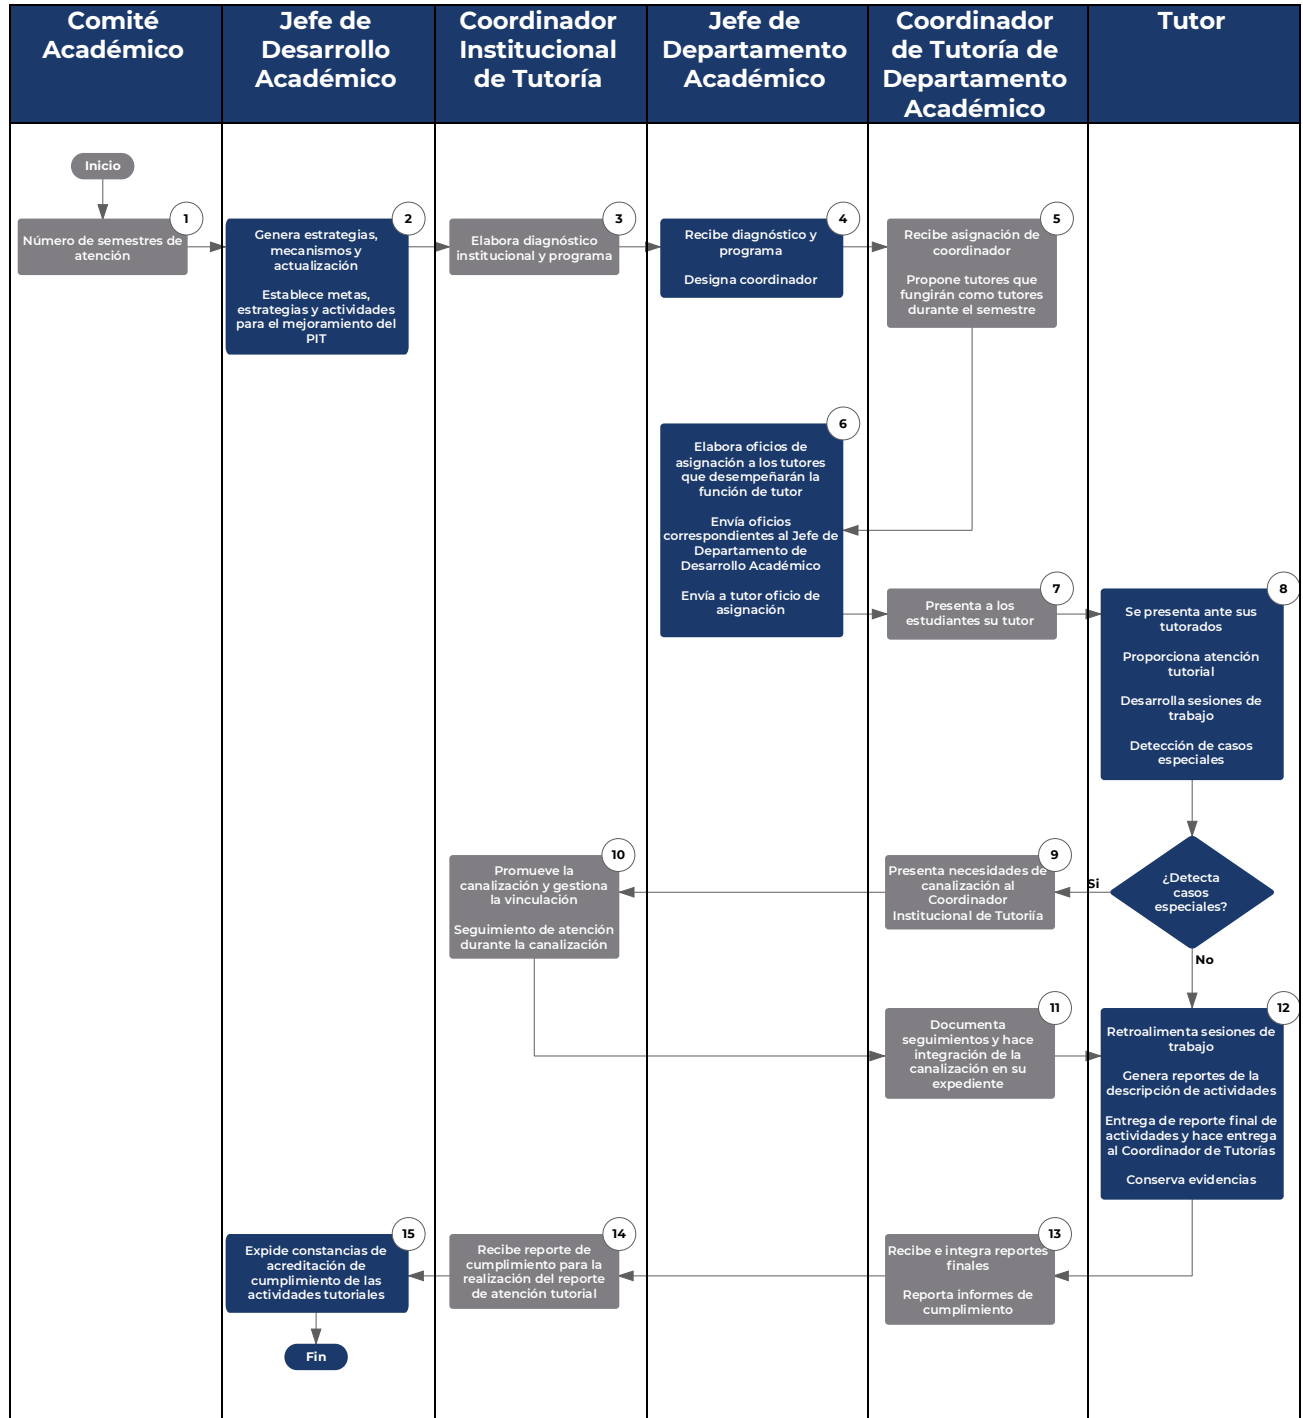 Comité
Académico
Jefe de
Desarrollo
Académico
Coordinador
Institucional
de Tutoría
Jefe de
Departamento
Académico
Coordinador
de Tutoría de
Departamento
Académico
Tutor
Inicio
1
Número de semestres de
atención
2
Genera estrategias,
mecanismos y
actualización
Establece metas,
estrategias y actividades
para el mejoramiento del
PIT
3
Elabora diagnóstico
institucional y programa
4
Recibe diagnóstico y
programa
Designa coordinador
5
Recibe asignación de
coordinador
Propone tutores que
fungirán como tutores
durante el semestre
6
Elabora oficios de
asignación a los tutores
que desempeñarán la
función de tutor
Envía oficios
correspondientes al Jefe de
Departamento de
Desarrollo Académico
Envía a tutor oficio de
asignación
7
Presenta a los
estudiantes su tutor
8
Se presenta ante sus
tutorados
Proporciona atención
tutorial
Desarrolla sesiones de
trabajo
Detección de casos
especiales
¿Detecta
casos
especiales?
Si
No
9
Presenta necesidades de
canalización al
Coordinador
Institucional de Tutoriía
10
Promueve la
canalización y gestiona
la vinculación
Seguimiento de atención
durante la canalización
11
Documenta
seguimientos y hace
integración de la
canalización en su
expediente
12
Retroalimenta sesiones de
trabajo
Genera reportes de la
descripción de actividades
Entrega de reporte final de
actividades y hace entrega
al Coordinador de Tutorías
Conserva evidencias
13
Recibe e integra reportes
finales
Reporta informes de
cumplimiento
14
Recibe reporte de
cumplimiento para la
realización del reporte
de atención tutorial
15
Expide constancias de
acreditación de
cumplimiento de las
actividades tutoriales
Fin